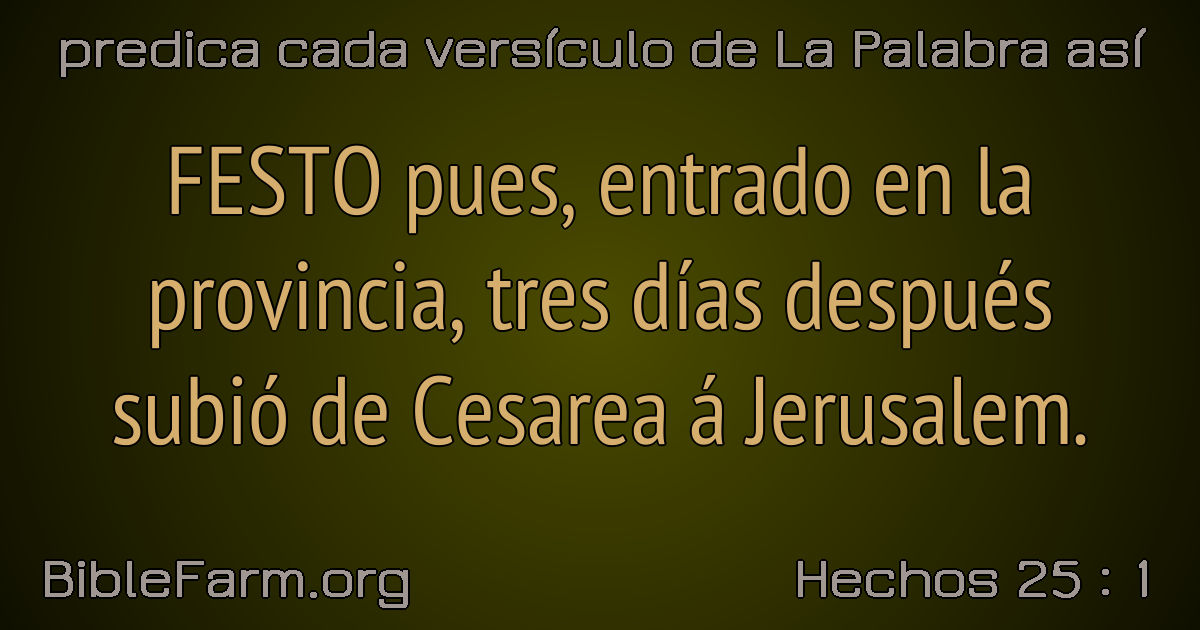 predica cada versículo de La Palabra así
FESTO pues, entrado en la
provincia, tres días después
subió de Cesarea á Jerusalem.
BibleFarm.org
Hechos 25 : 1